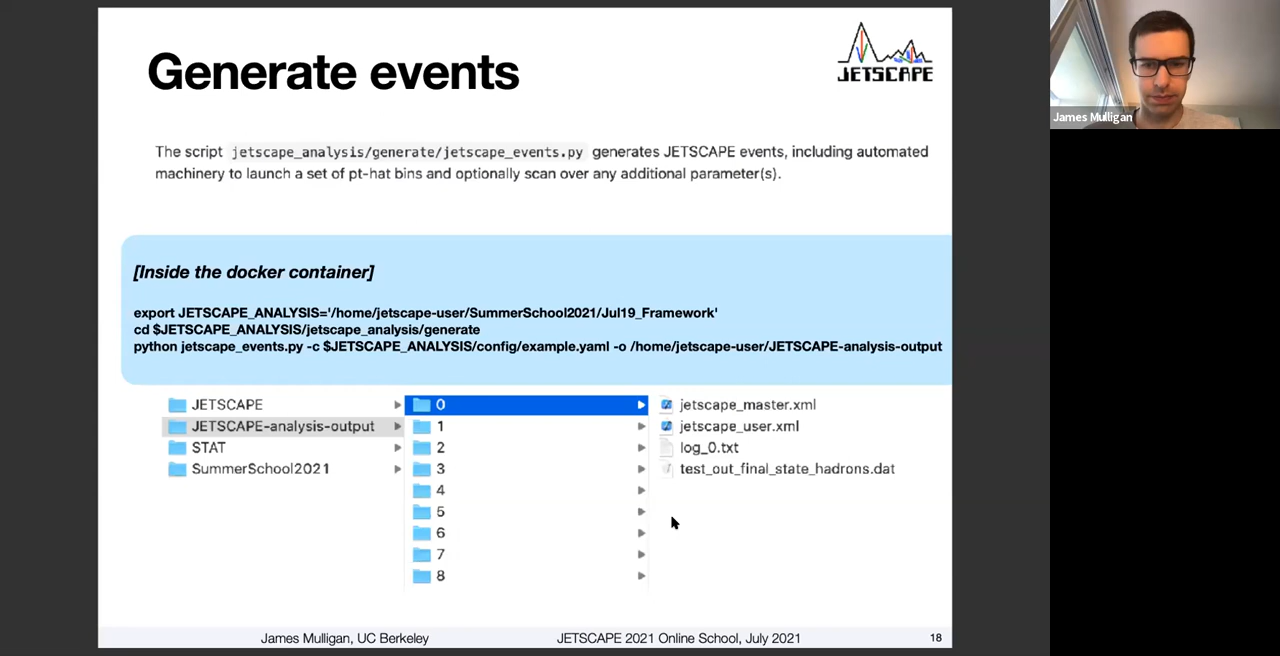 Generate events
JETSCAPE
James Mulligan
The script jetscape_analysis/generate/jetscape_events.py generates JETSCAPE events, including automated
machinery to launch a set of pt-hat bins and optionally scan over any additional parameter(s).
[Inside the docker container]
export JETSCAPE_ANALYSIS='/home/jetscape-user/SummerSchool2021/Jul19_Framework'
cd $JETSCAPE_ANALYSIS/jetscape_analysis/generate
python jetscape_events.py -c $JETSCAPE_ANALYSIS/config/example.yaml -o /home/jetscape-user/JETSCAPE-analysis-output
JETSCAPE 0 jetscape_master.xml
JETSCAPE-analysis-output 1 jetscape_user.xml
STAT 2 log_0.txt
SummerSchool2021 3 test_out_final_state_hadrons.dat
4
5
6
7
8
James Mulligan, UC Berkeley JETSCAPE 2021 Online School, July 2021 18